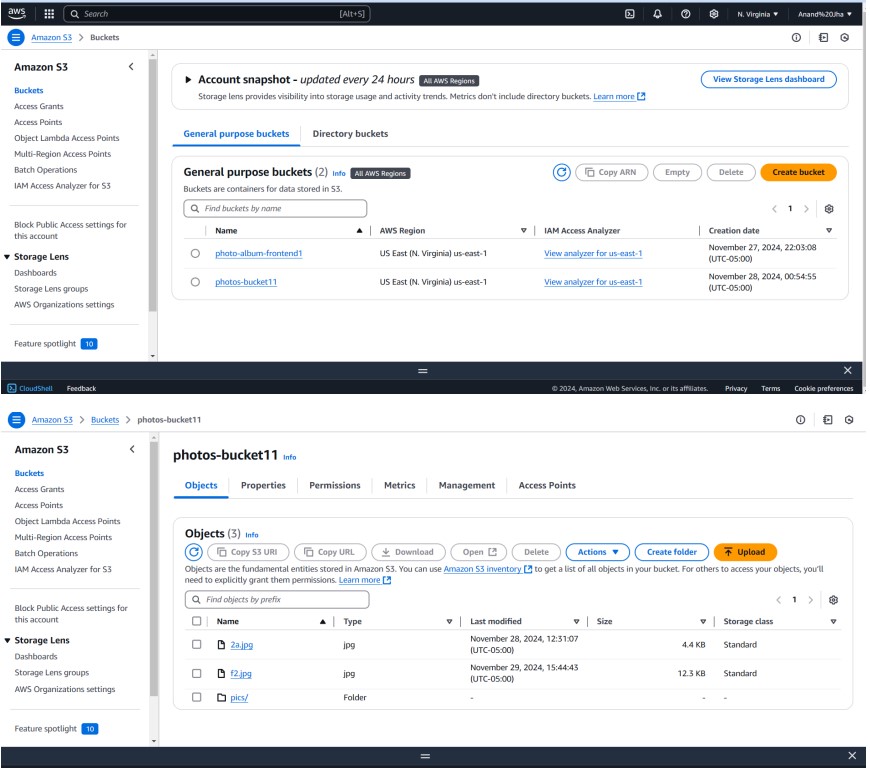 aws
Search [Alt+S] N. Virginia ▼ Anand%20Jha ▼
Amazon S3 > Buckets
Amazon S3
Buckets
Access Grants
Access Points
Object Lambda Access Points
Multi-Region Access Points
Batch Operations
IAM Access Analyzer for S3
Block Public Access settings for
this account
▼ Storage Lens
Dashboards
Storage Lens groups
AWS Organizations settings
Feature spotlight 10
▶ Account snapshot - updated every 24 hours All AWS Regions
View Storage Lens dashboard
Storage lens provides visibility into storage usage and activity trends. Metrics don't include directory buckets. Learn more
General purpose buckets Directory buckets
General purpose buckets (2) Info All AWS Regions
Copy ARN Empty Delete Create bucket
Buckets are containers for data stored in S3.
Find buckets by name
< 1 >
Name ▲ AWS Region ▼ IAM Access Analyzer Creation date ▼
photo-album-frontend1 US East (N. Virginia) us-east-1 View analyzer for us-east-1 November 27, 2024, 22:03:08
(UTC-05:00)
photos-bucket11 US East (N. Virginia) us-east-1 View analyzer for us-east-1 November 28, 2024, 00:54:55
(UTC-05:00)
CloudShell Feedback © 2024, Amazon Web Services, Inc. or its affiliates. Privacy Terms Cookie preferences
Amazon S3 > Buckets > photos-bucket11
Amazon S3
Buckets
Access Grants
Access Points
Object Lambda Access Points
Multi-Region Access Points
Batch Operations
IAM Access Analyzer for S3
Block Public Access settings for
this account
▼ Storage Lens
Dashboards
Storage Lens groups
AWS Organizations settings
Feature spotlight 10
photos-bucket11 Info
Objects Properties Permissions Metrics Management Access Points
Objects (3) Info
Copy S3 URI Copy URL Download Open Delete Actions ▼ Create folder Upload
Objects are the fundamental entities stored in Amazon S3. You can use Amazon S3 inventory to get a list of all objects in your bucket. For others to access your objects, you'll
need to explicitly grant them permissions. Learn more
Find objects by prefix
< 1 >
Name ▲ Type ▼ Last modified ▼ Size ▼ Storage class ▼
2a.jpg jpg November 28, 2024, 12:31:07
(UTC-05:00) 4.4 KB Standard
f2.jpg jpg November 29, 2024, 15:44:43
(UTC-05:00) 12.3 KB Standard
pics/ Folder - - -